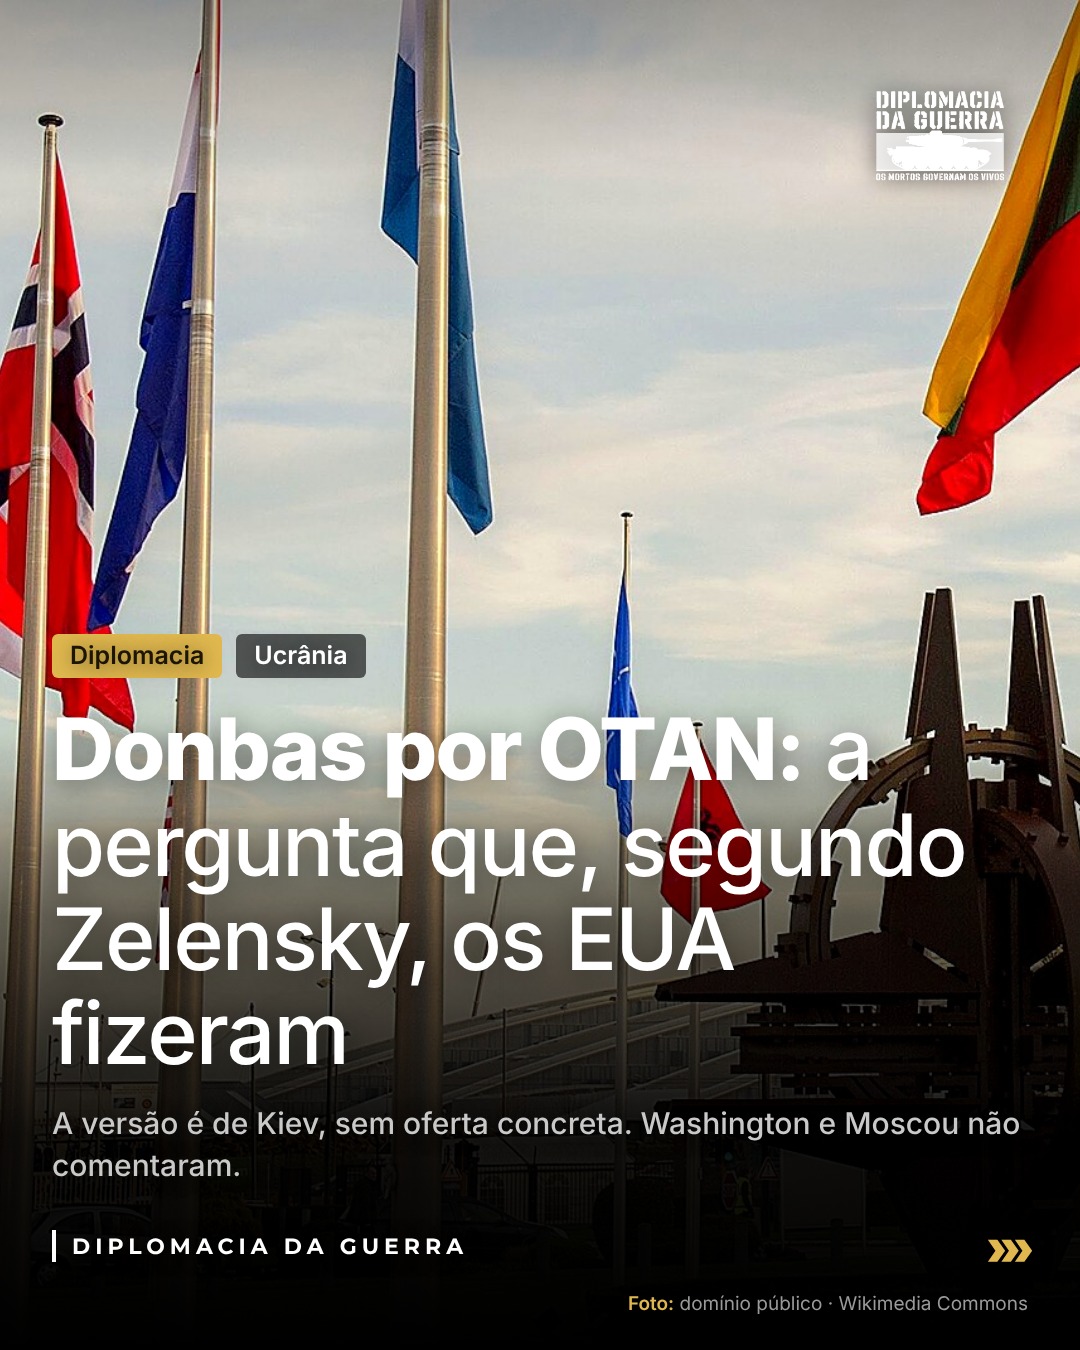 DIPLOMACIA
DA GUERRA
OS MORTOS GOVERNAM OS VIVOS
Diplomacia
Ucrânia
Donbas por OTAN: a
pergunta que, segundo
Zelensky, os EUA
fizeram
A versão é de Kiev, sem oferta concreta. Washington e Moscou não
comentaram.
DIPLOMACIA DA GUERRA
Foto: domínio público · Wikimedia Commons